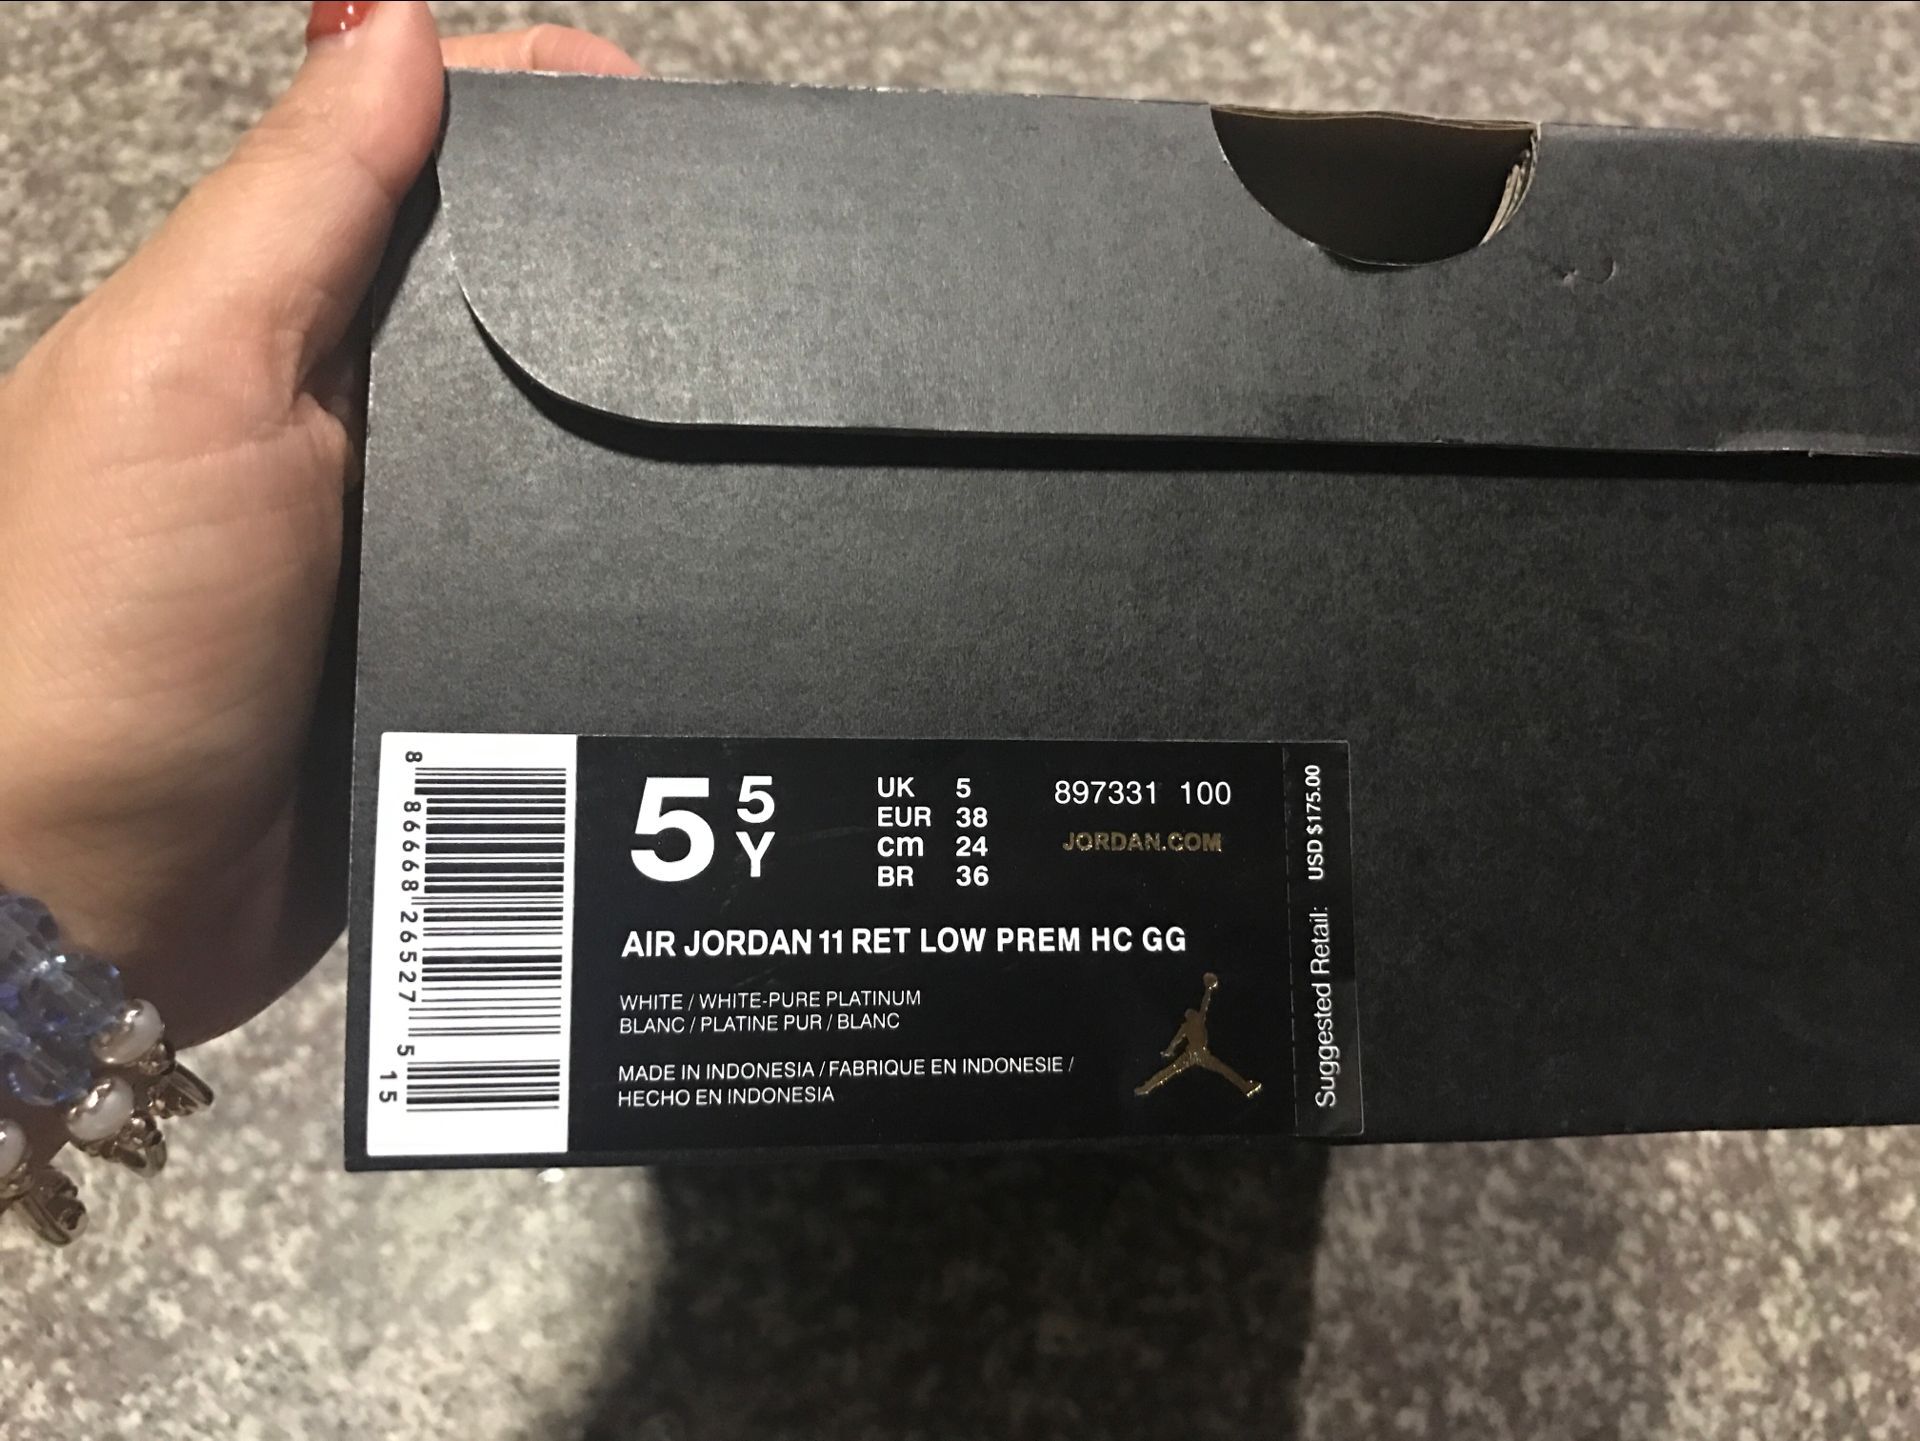 5 5 Y
UK 5
EUR 38
cm 24
BR 36
897331 100
JORDAN.COM
AIR JORDAN 11 RET LOW PREM HC GG
WHITE / WHITE-PURE PLATINUM
BLANC / PLATINE PUR / BLANC
MADE IN INDONESIA / FABRIQUE EN INDONESIE /
HECHO EN INDONESIA
Suggested Retail: USD $175.00
8 86668 26527 5 15